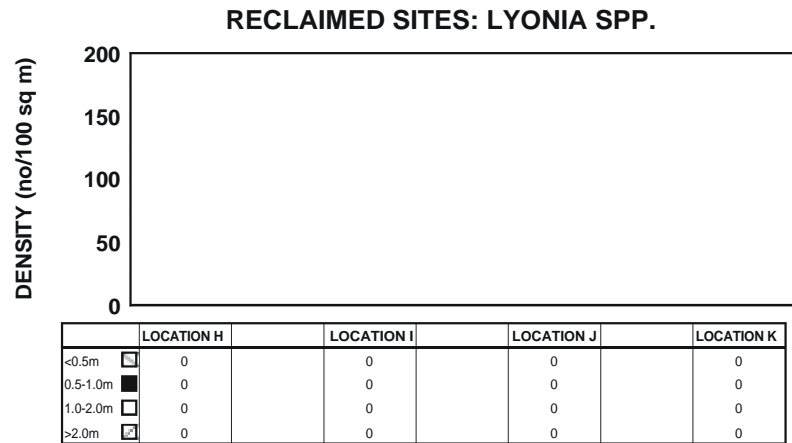 RECLAIMED SITES: LYONIA SPP.
DENSITY (no/100 sq m)
200
150
100
50
0
LOCATION H LOCATION I LOCATION J LOCATION K
<0.5m 0 0 0 0
0.5-1.0m 0 0 0 0
1.0-2.0m 0 0 0 0
>2.0m 0 0 0 0